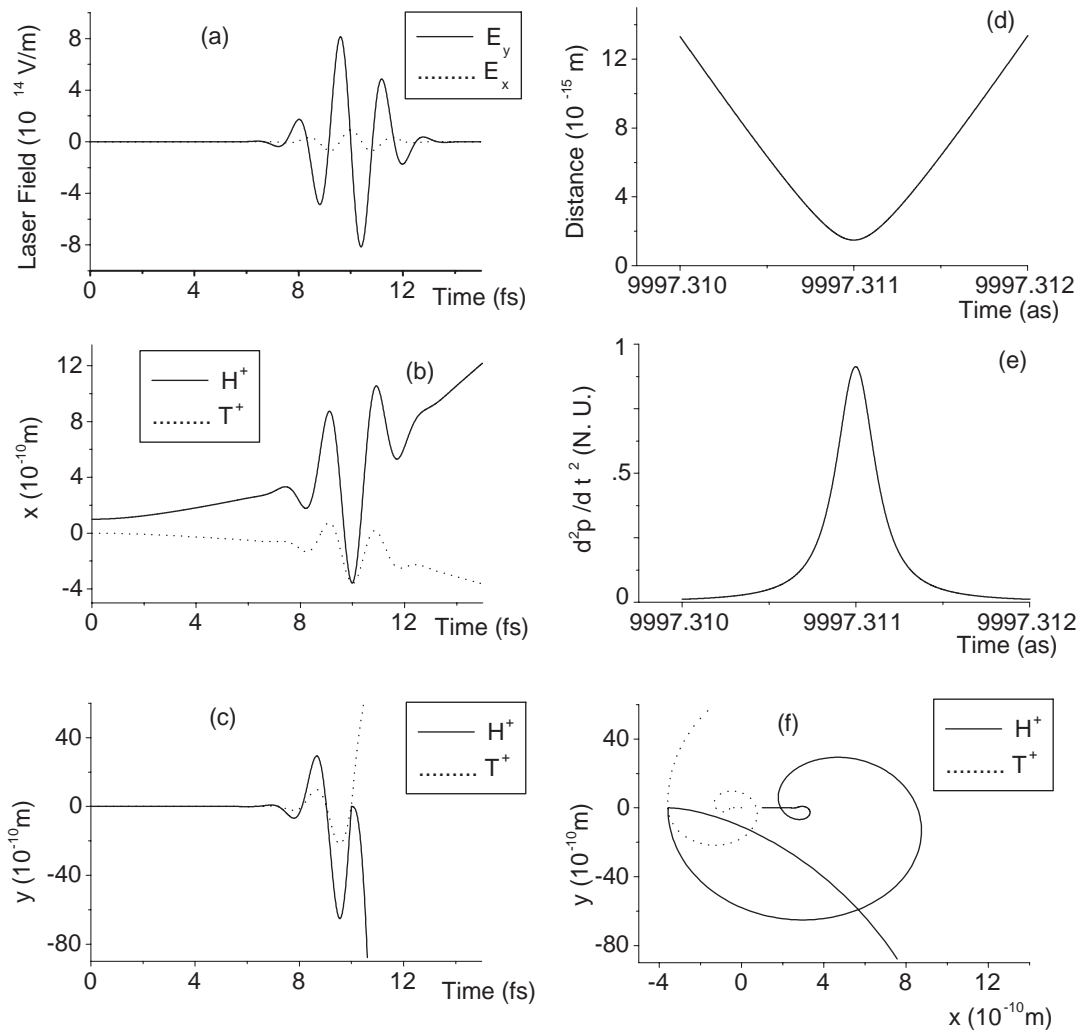 (a)
E y
E x
Laser Field (10 14 V/m)
8
4
0
-4
-8
0
4
8
12
Time (fs)
(d)
Distance (10 -15 m)
12
8
4
0
9997.310
9997.311
9997.312
Time (as)
(b)
H+
T+
x (10-10m)
12
8
4
0
-4
0
4
8
12
Time (fs)
(e)
d2p /d t 2 (N. U.)
1
.5
0
9997.310
9997.311
9997.312
Time (as)
(c)
H+
T+
y (10-10m)
40
0
-40
-80
0
4
8
12
Time (fs)
(f)
H+
T+
y (10-10m)
40
0
-40
-80
-4
0
4
8
12
x (10-10m)